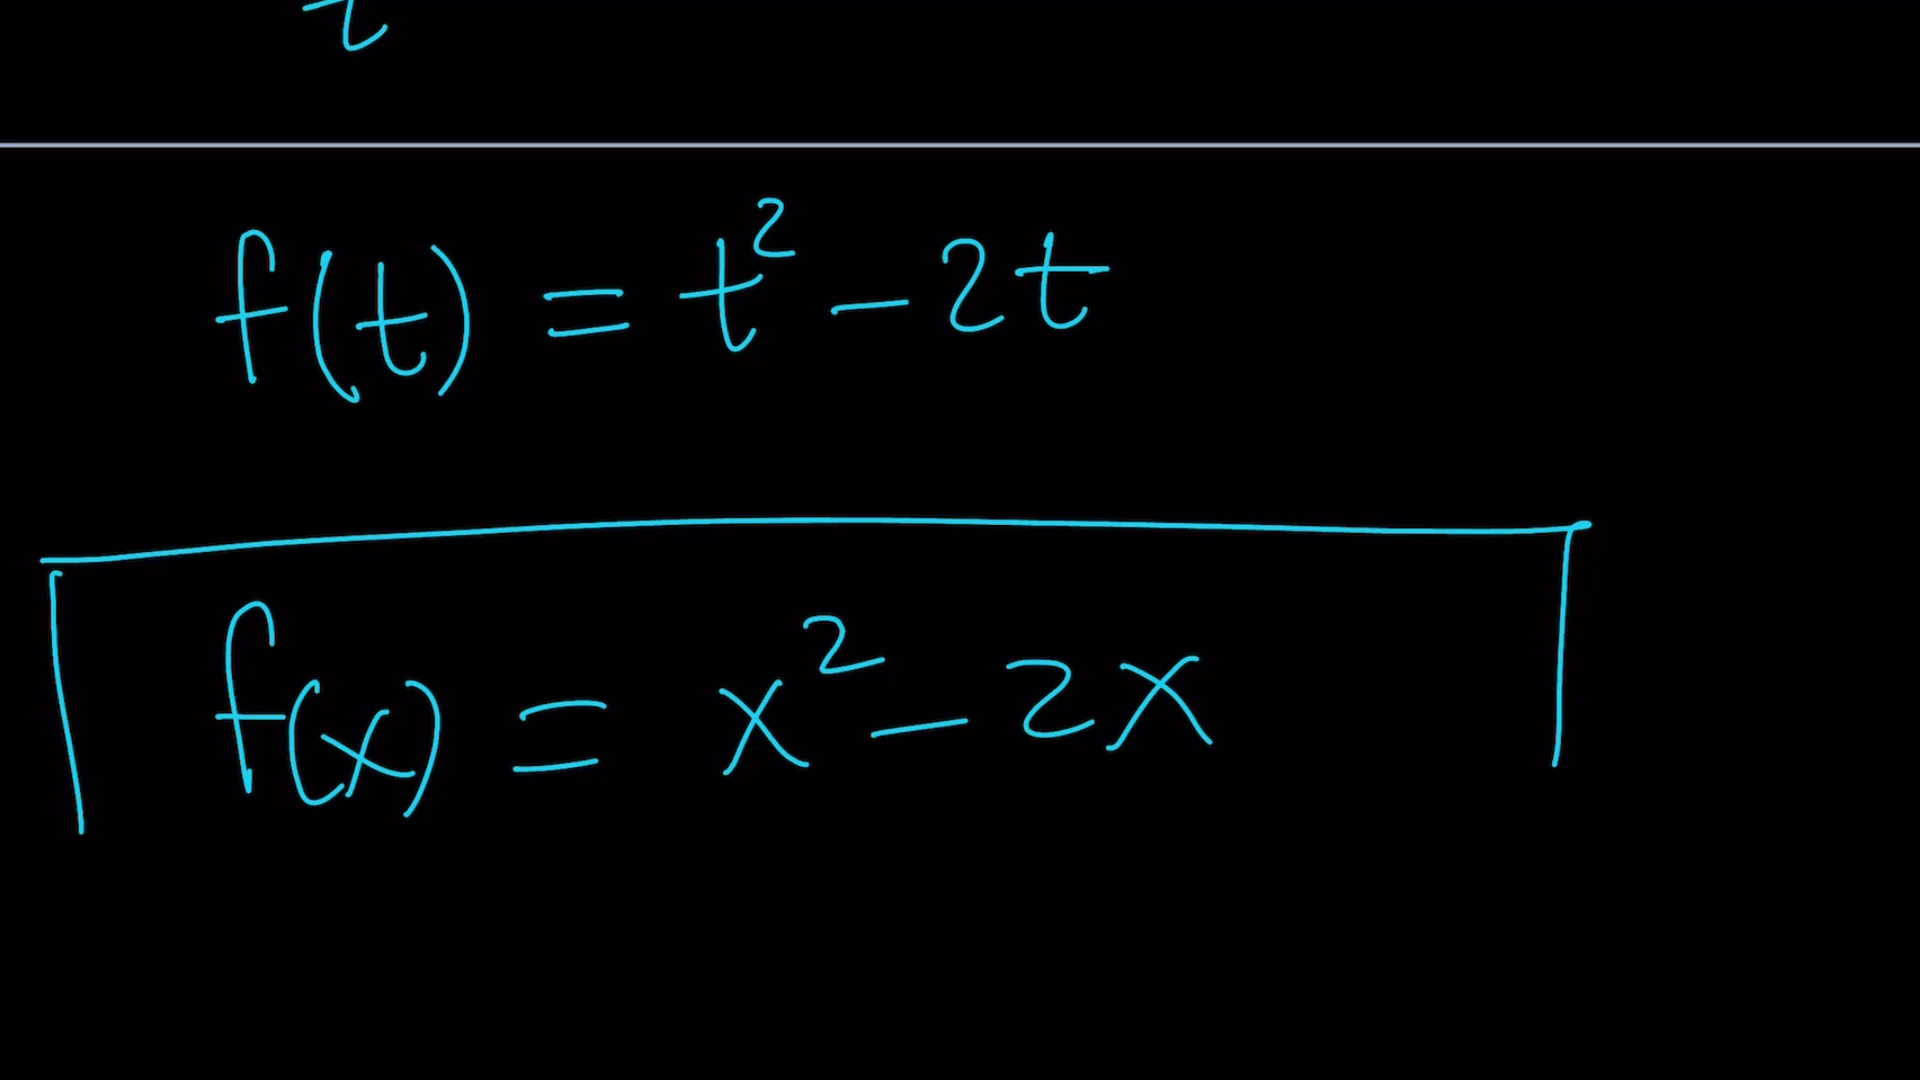 f(t) = t² - 2t
f(x) = x² - 2x